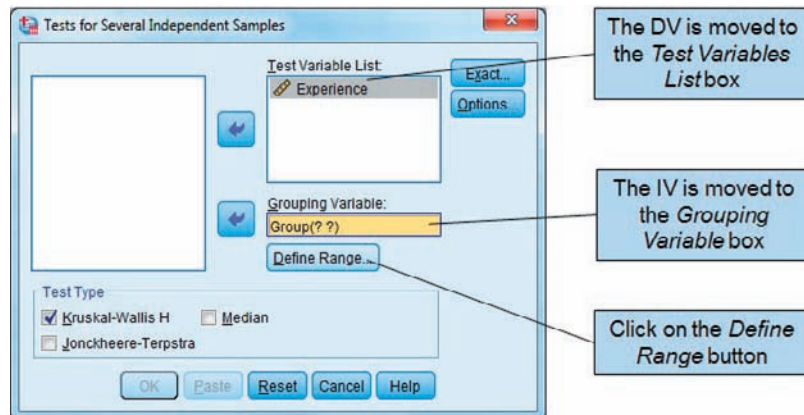 Tests for Several Independent Samples
Test Variable List:
Experience
Exact...
Options...
Grouping Variable:
Group(? ?)
Define Range...
Test Type
Kruskal-Wallis H
Median
Jonckheere-Terpstra
OK
Paste
Reset
Cancel
Help
The DV is moved to
the Test Variables
List box
The IV is moved to
the Grouping
Variable box
Click on the Define
Range button